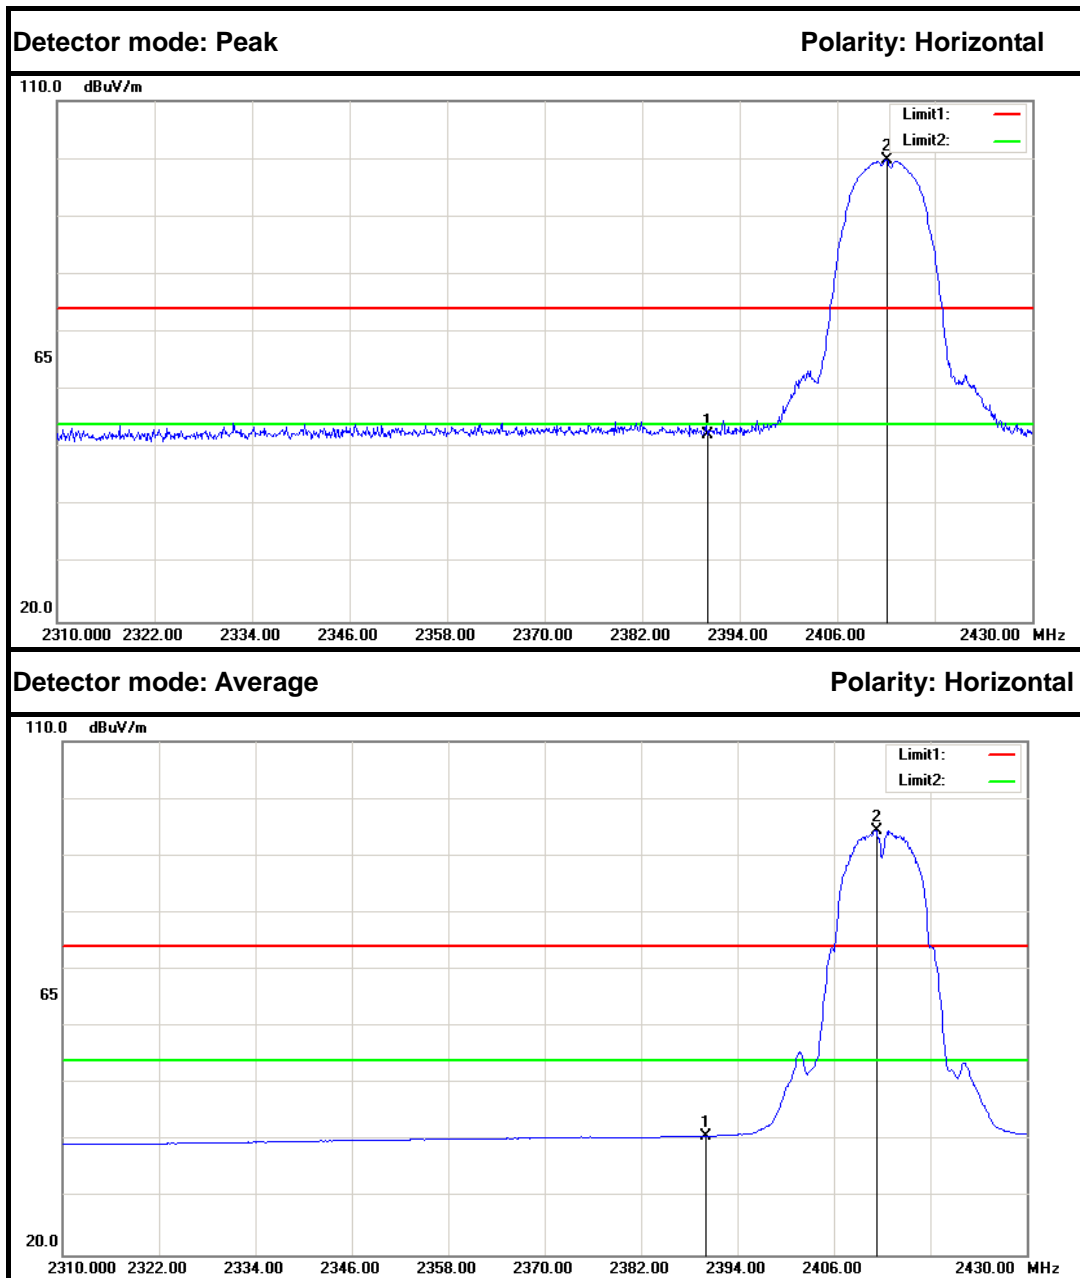 Detector mode: Peak Polarity: Horizontal
110.0 dBuV/m
Limit1:
Limit2:
2
65
1
20.0
2310.000 2322.00 2334.00 2346.00 2358.00 2370.00 2382.00 2394.00 2406.00 2430.00 MHz
Detector mode: Average Polarity: Horizontal
110.0 dBuV/m
Limit1:
Limit2:
2
65
1
20.0
2310.000 2322.00 2334.00 2346.00 2358.00 2370.00 2382.00 2394.00 2406.00 2430.00 MHz